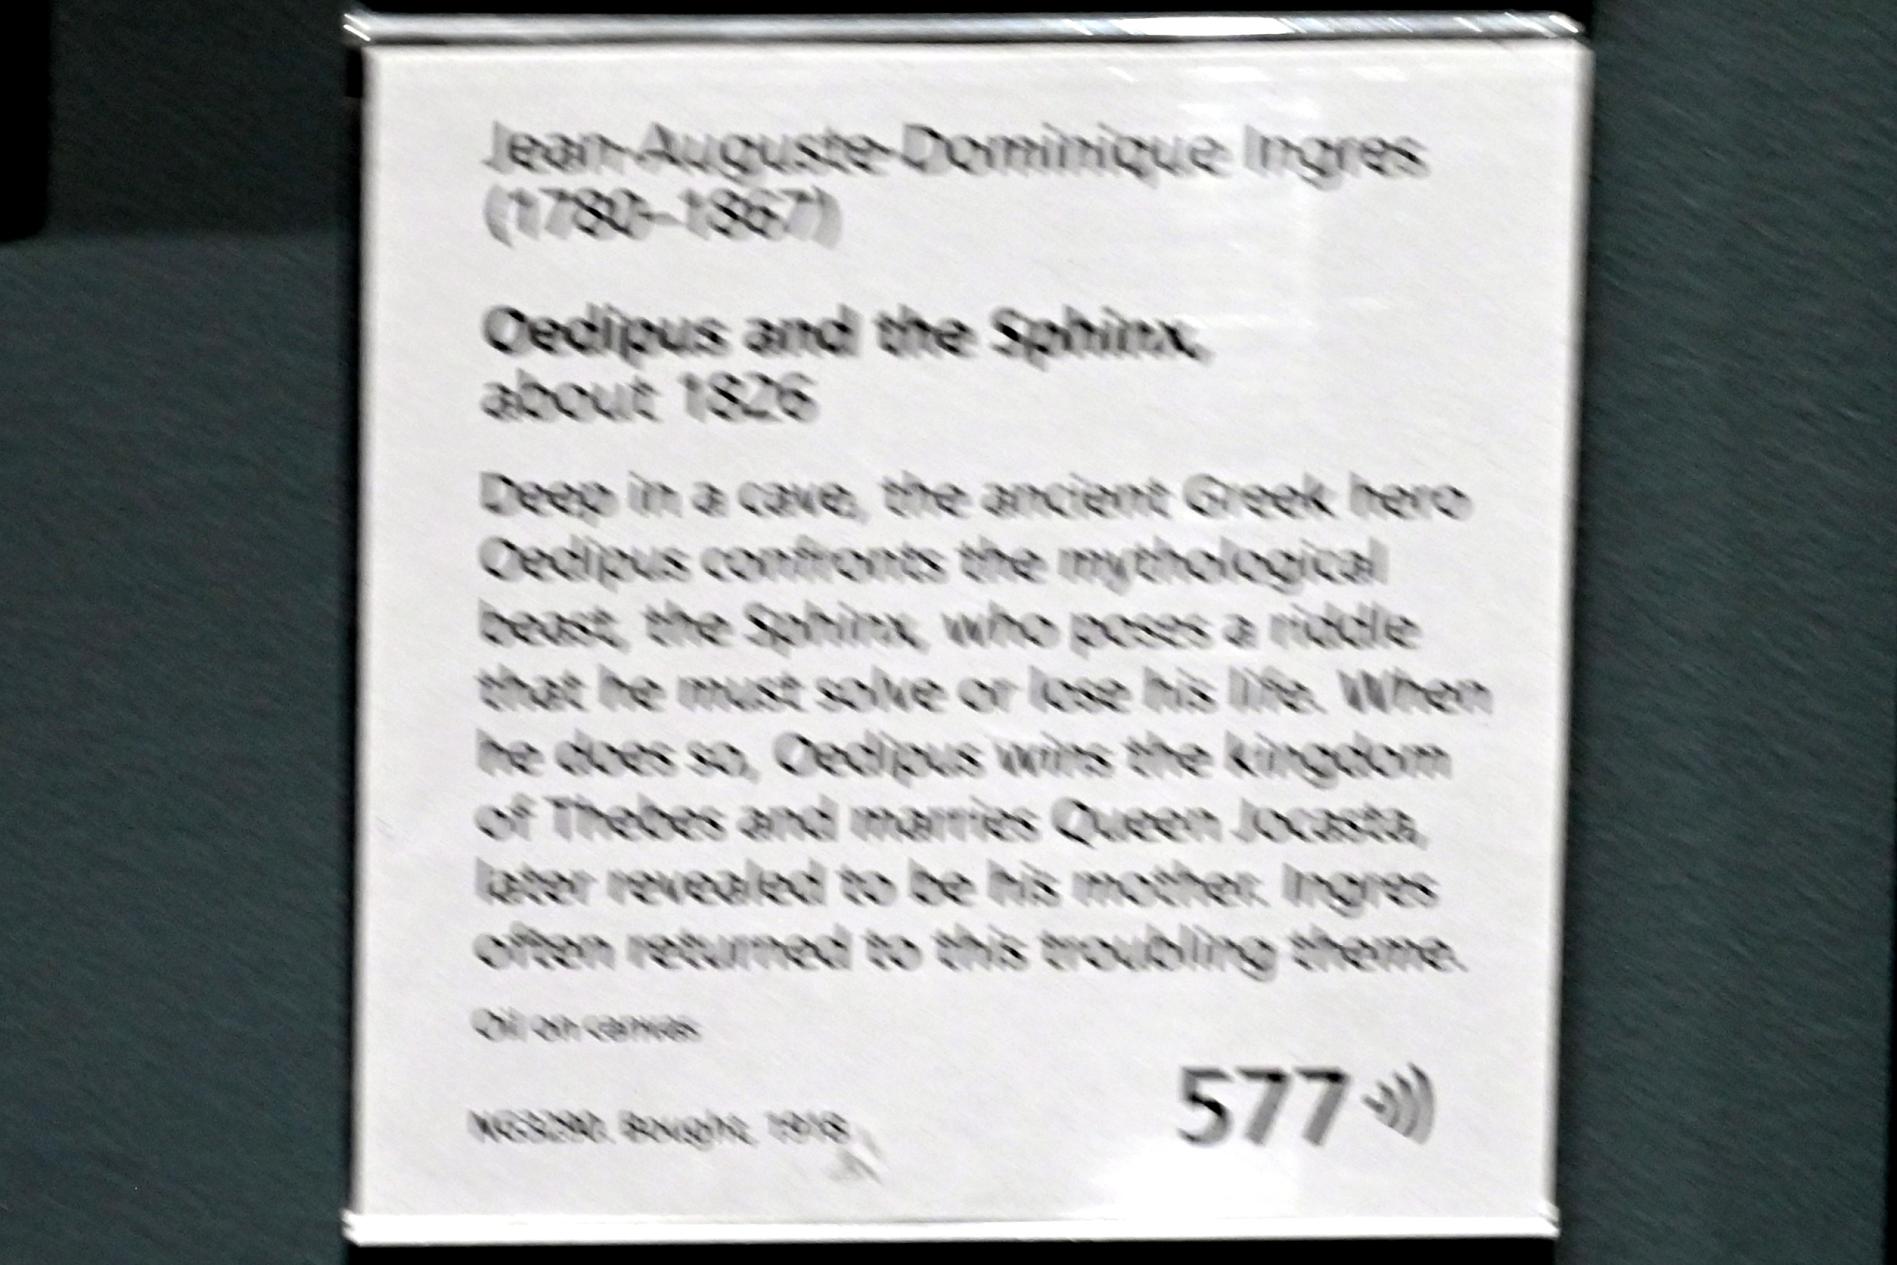 Jean-Auguste-Dominique Ingres
(1780–1867)
Oedipus and the Sphinx,
about 1826
Deep in a cave, the ancient Greek hero
Oedipus confronts the mythological
beast, the Sphinx, who poses a riddle
that he must solve or lose his life. When
he does so, Oedipus wins the kingdom
of Thebes and marries Queen Jocasta,
later revealed to be his mother. Ingres
often returned to this troubling theme.
Oil on canvas
NG3290. Bought, 1918
577